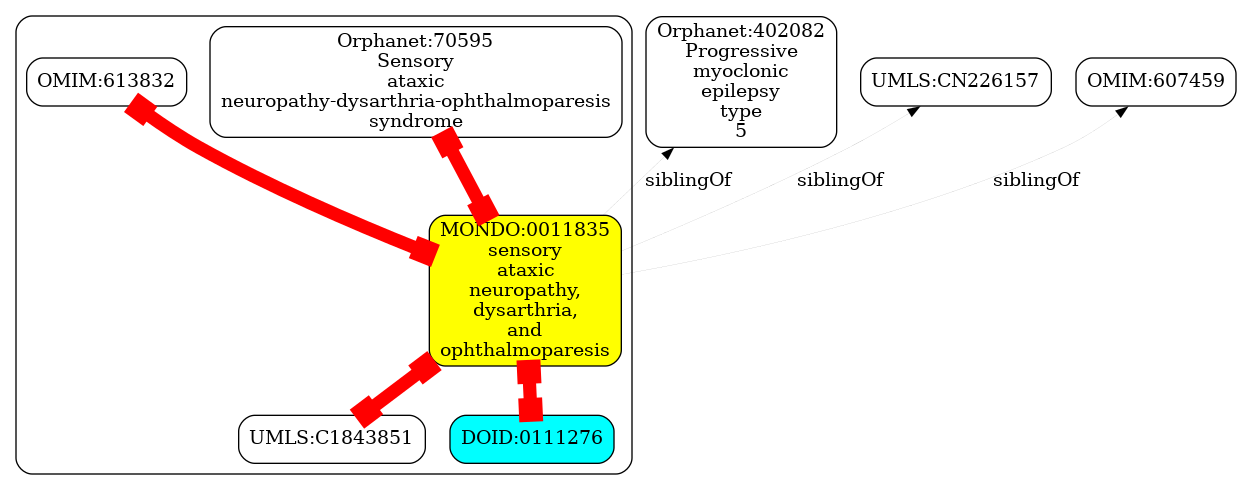 Orphanet:70595
Sensory
ataxic
neuropathy-dysarthria-ophthalmoparesis
syndrome
OMIM:613832
Orphanet:402082
Progressive
myoclonic
epilepsy
type
5
UMLS:CN226157
OMIM:607459
siblingOf
siblingOf
siblingOf
MONDO:0011835
sensory
ataxic
neuropathy,
dysarthria,
and
ophthalmoparesis
UMLS:C1843851
DOID:0111276